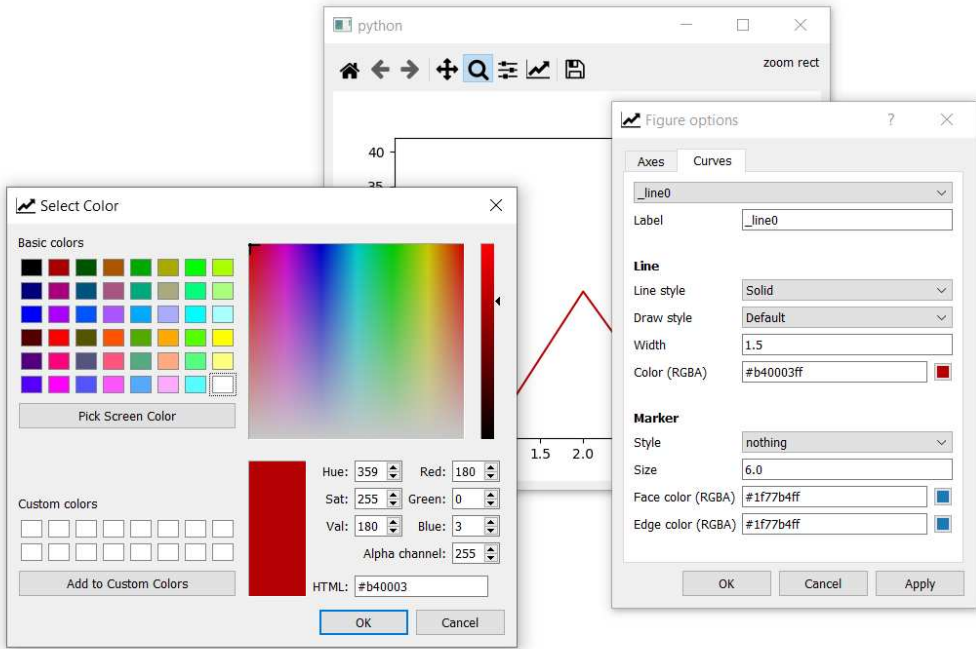 python
zoom rect
40
35
1.5 2.0
Figure options
?
Axes Curves
_line0
Label _line0
Line
Line style Solid
Draw style Default
Width 1.5
Color (RGBA) #b40003ff
Marker
Style nothing
Size 6.0
Face color (RGBA) #1f77b4ff
Edge color (RGBA) #1f77b4ff
OK Cancel Apply
Select Color
Basic colors
Pick Screen Color
Custom colors
Add to Custom Colors
Hue: 359 Red: 180
Sat: 255 Green: 0
Val: 180 Blue: 3
Alpha channel: 255
HTML: #b40003
OK Cancel